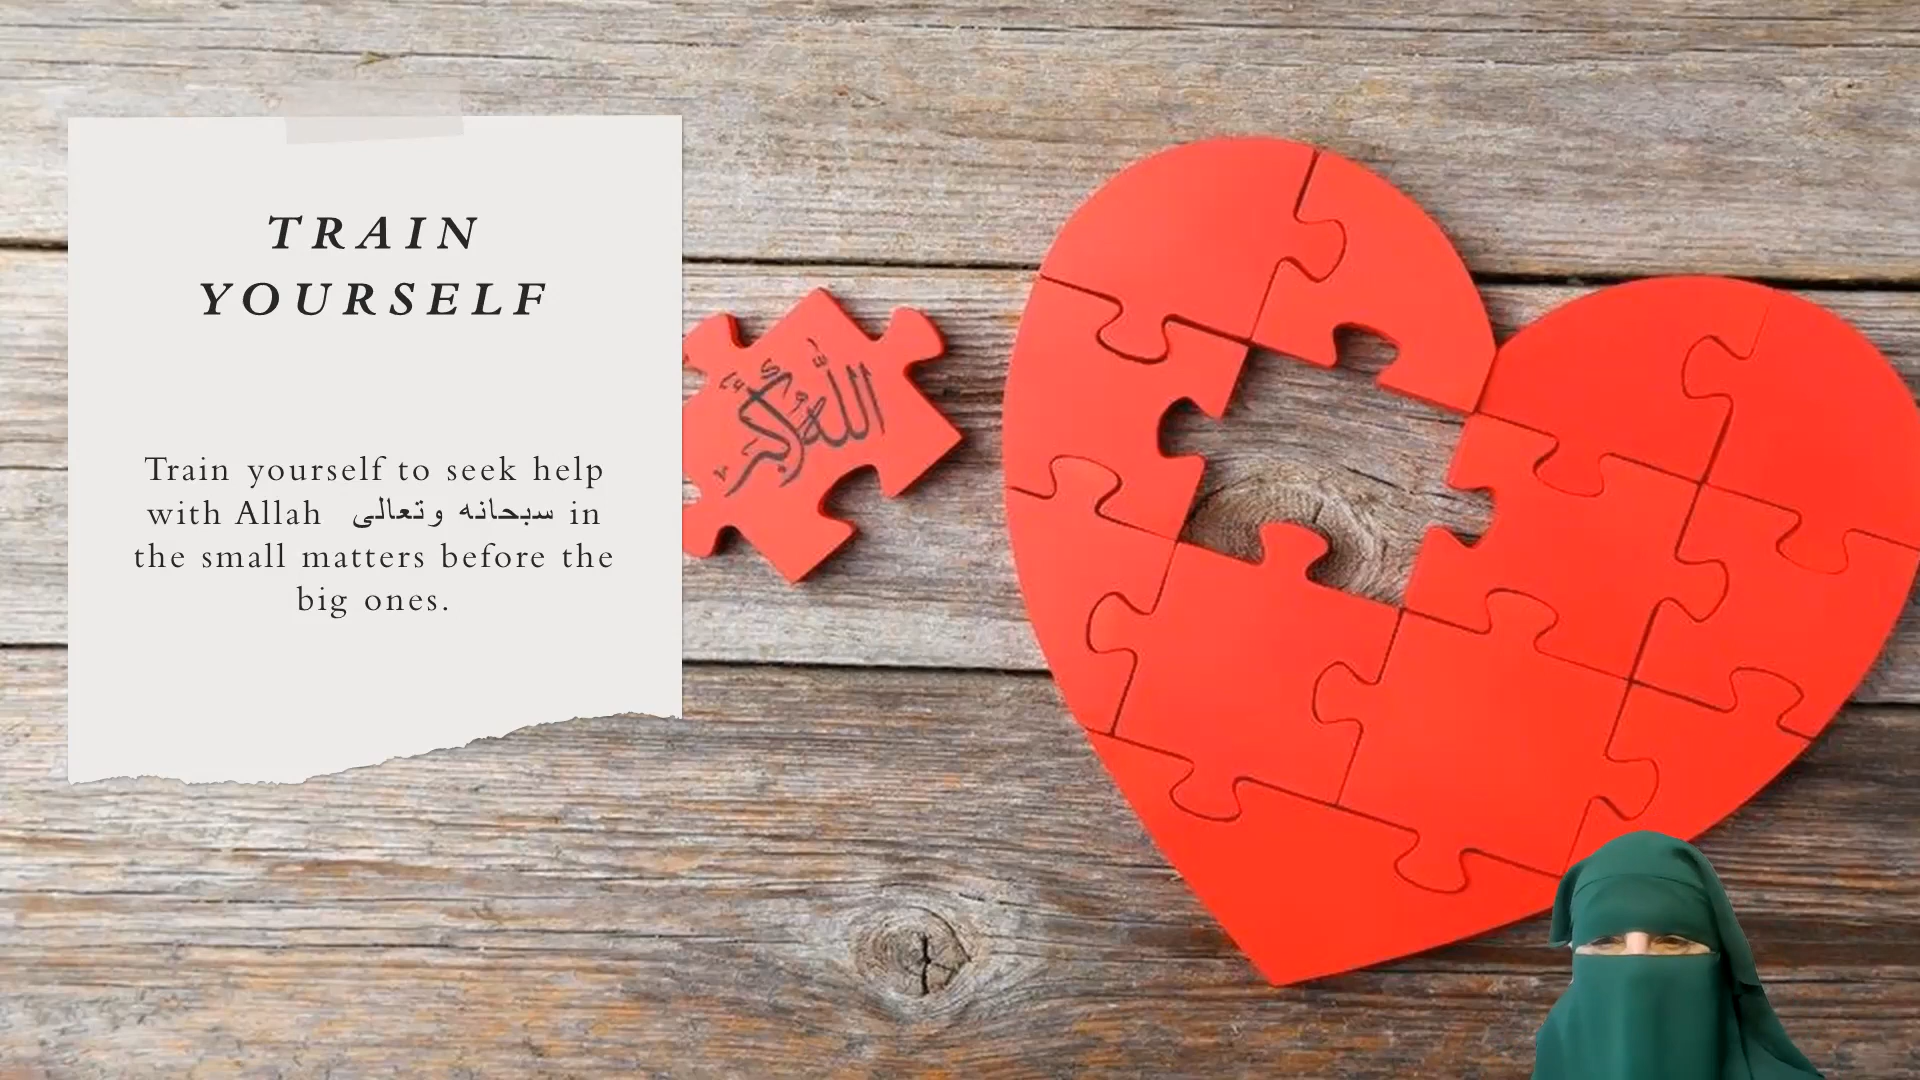 TRAIN
YOURSELF
Train yourself to seek help
with Allah سبحانه وتعالى in
the small matters before the
big ones.
الله أكبر